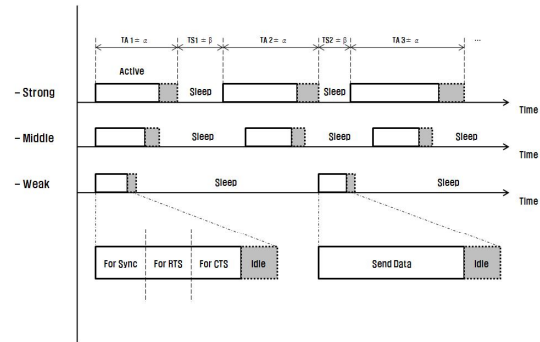 TA 1 = α TS1 = β TA 2 = α TS2 = β TA 3 = α ...
Active
- Strong Sleep Sleep
Time
- Middle Sleep Sleep Sleep
Time
- Weak Sleep Sleep
Time
For Sync For RTS For CTS Idle Send Data Idle